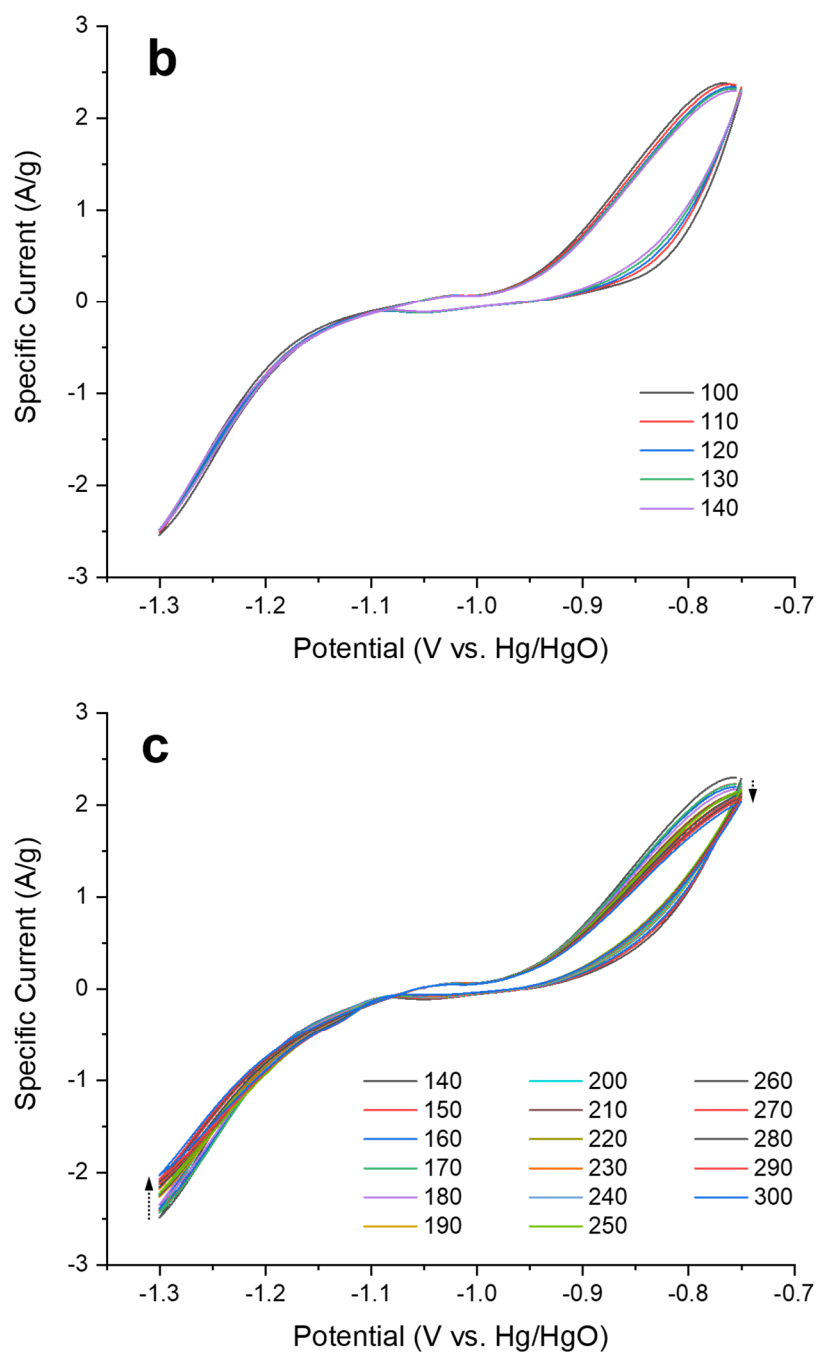 b
3
2
1
0
-1
-2
-3
Specific Current (A/g)
100
110
120
130
140
-1.3 -1.2 -1.1 -1.0 -0.9 -0.8 -0.7
Potential (V vs. Hg/HgO)
c
3
2
1
0
-1
-2
-3
Specific Current (A/g)
140 200 260
150 210 270
160 220 280
170 230 290
180 240 300
190 250
-1.3 -1.2 -1.1 -1.0 -0.9 -0.8 -0.7
Potential (V vs. Hg/HgO)